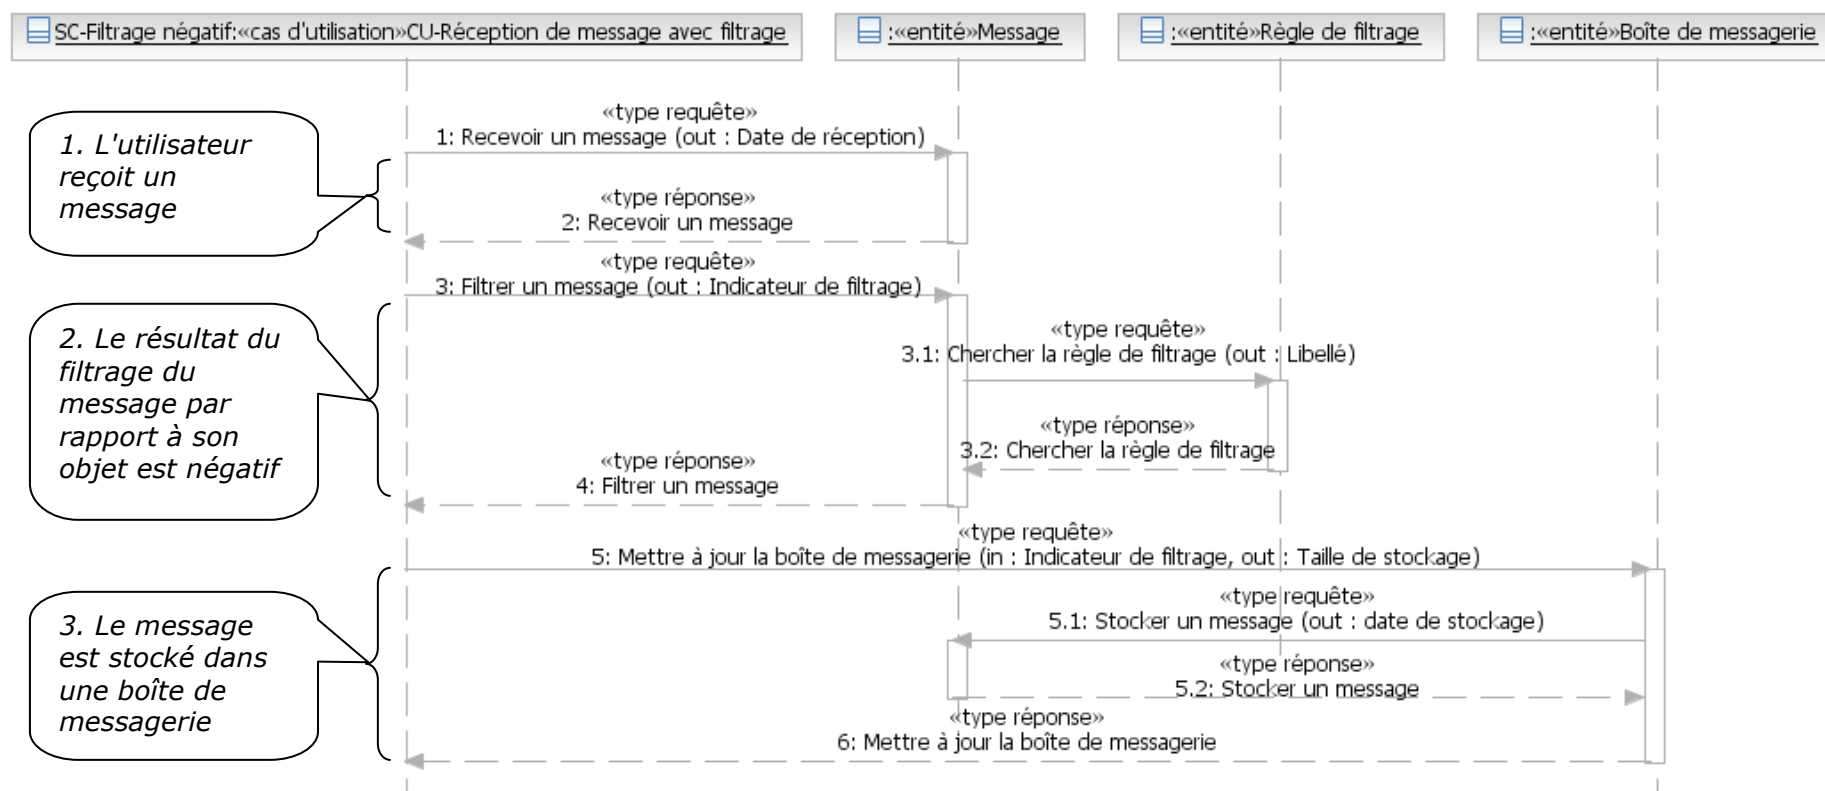 SC-Filtrage négatif:«cas d'utilisation»CU-Réception de message avec filtrage
:«entité»Message
:«entité»Règle de filtrage
:«entité»Boîte de messagerie
1. L'utilisateur
reçoit un
message
«type requête»
1: Recevoir un message (out : Date de réception)
«type réponse»
2: Recevoir un message
«type requête»
3: Filtrer un message (out : Indicateur de filtrage)
2. Le résultat du
filtrage du
message par
rapport à son
objet est négatif
«type requête»
3.1: Chercher la règle de filtrage (out : Libellé)
«type réponse»
3.2: Chercher la règle de filtrage
«type réponse»
4: Filtrer un message
«type requête»
5: Mettre à jour la boîte de messagerie (in : Indicateur de filtrage, out : Taille de stockage)
3. Le message
est stocké dans
une boîte de
messagerie
«type requête»
5.1: Stocker un message (out : date de stockage)
«type réponse»
5.2: Stocker un message
«type réponse»
6: Mettre à jour la boîte de messagerie